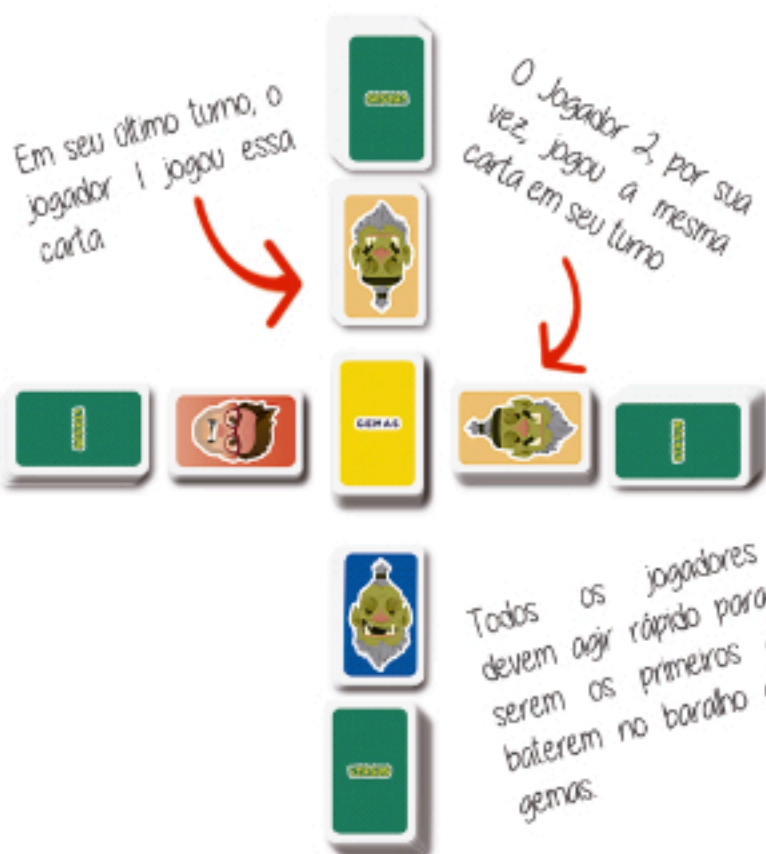 Em seu último turno, o
jogador 1 jogou essa
carta
O Jogador 2, por sua
vez, jogou a mesma
carta em seu turno
GEMAS
Todos os jogadores
devem agir rápido para
serem os primeiros
baterem no baralho
gemas.